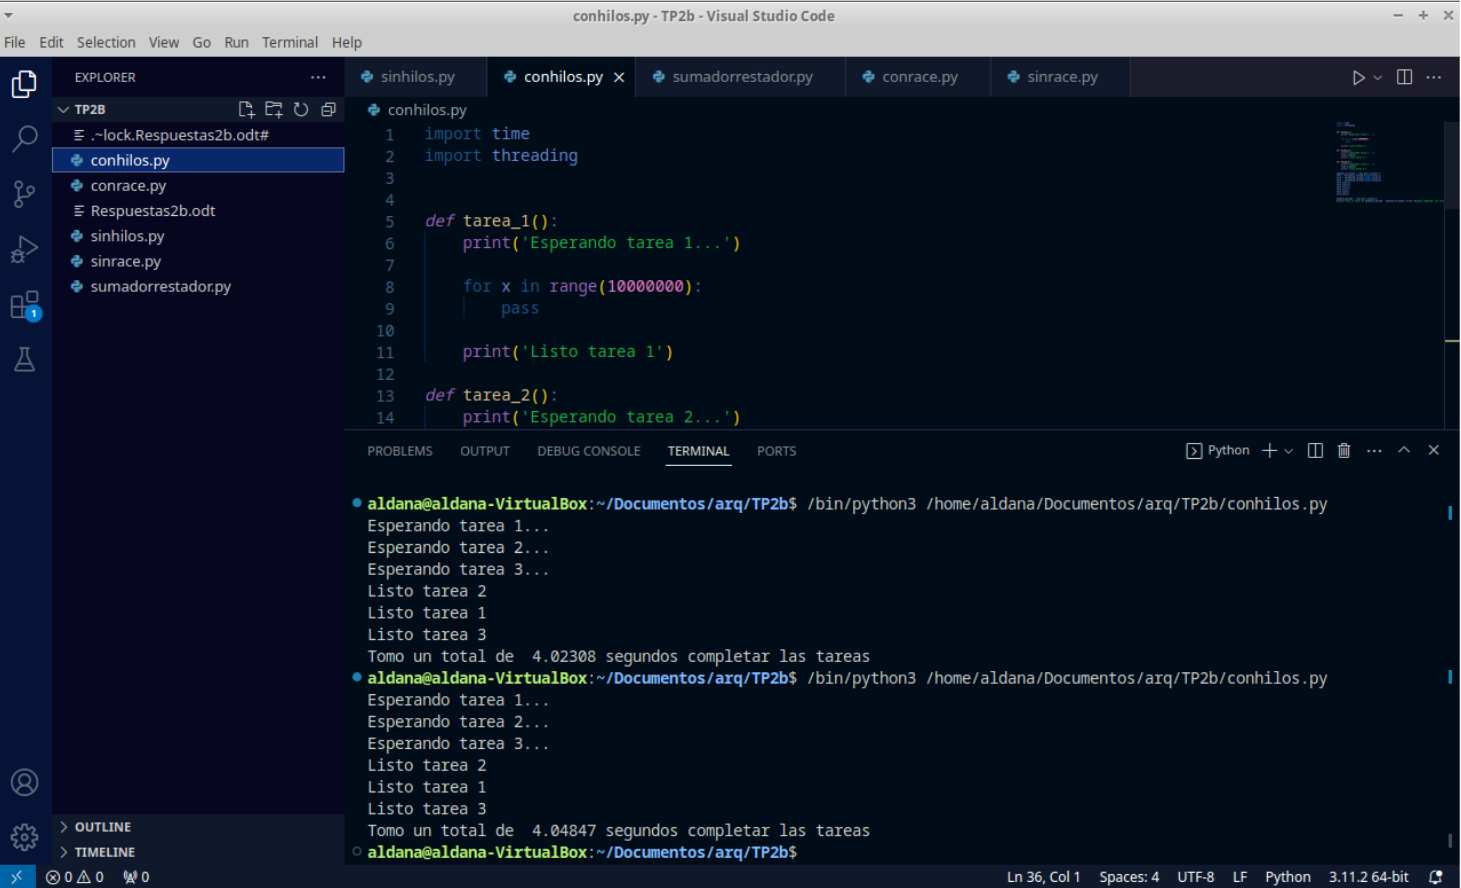 conhilos.py - TP2b - Visual Studio Code
File Edit Selection View Go Run Terminal Help
EXPLORER
TP2B
.~lock.Respuestas2b.odt#
conhilos.py
conrace.py
Respuestas2b.odt
sinhilos.py
sinrace.py
sumadorrestador.py
OUTLINE
TIMELINE
sinhilos.py conhilos.py sumadorrestador.py conrace.py sinrace.py
conhilos.py
1 import time
2 import threading
3
4
5 def tarea_1():
6 print('Esperando tarea 1...')
7
8 for x in range(10000000):
9 pass
10
11 print('Listo tarea 1')
12
13 def tarea_2():
14 print('Esperando tarea 2...')
PROBLEMS OUTPUT DEBUG CONSOLE TERMINAL PORTS
Python
aldana@aldana-VirtualBox:~/Documentos/arq/TP2b$ /bin/python3 /home/aldana/Documentos/arq/TP2b/conhilos.py
Esperando tarea 1...
Esperando tarea 2...
Esperando tarea 3...
Listo tarea 2
Listo tarea 1
Listo tarea 3
Tomo un total de  4.02308 segundos completar las tareas
aldana@aldana-VirtualBox:~/Documentos/arq/TP2b$ /bin/python3 /home/aldana/Documentos/arq/TP2b/conhilos.py
Esperando tarea 1...
Esperando tarea 2...
Esperando tarea 3...
Listo tarea 2
Listo tarea 1
Listo tarea 3
Tomo un total de  4.04847 segundos completar las tareas
aldana@aldana-VirtualBox:~/Documentos/arq/TP2b$
1
0 0 0 Ln 36, Col 1 Spaces: 4 UTF-8 LF Python 3.11.2 64-bit